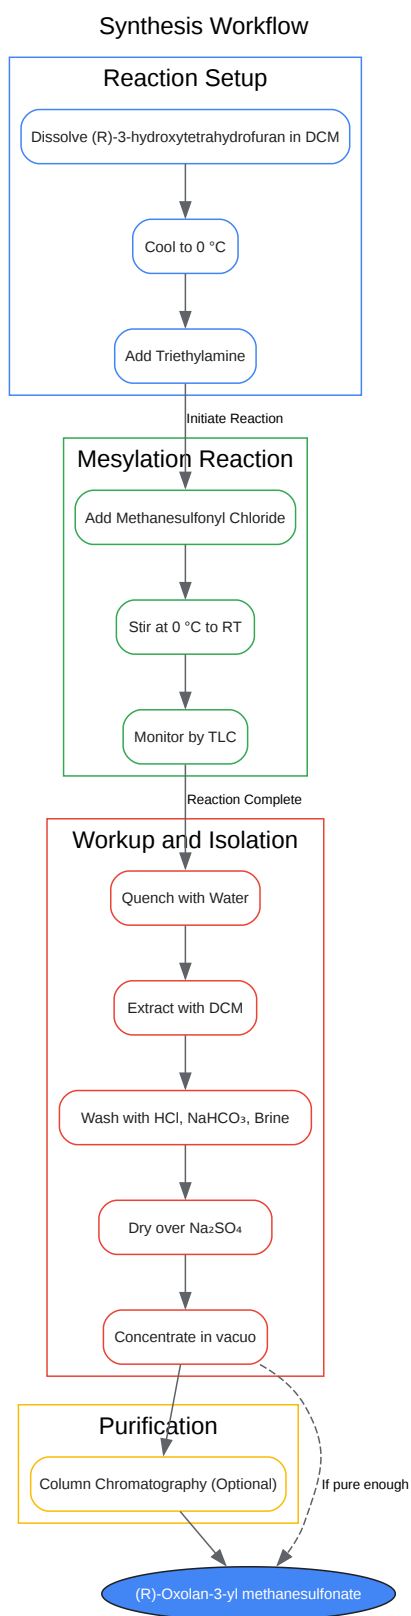 Synthesis Workflow
Reaction Setup
Dissolve (R)-3-hydroxytetrahydrofuran in DCM
Cool to 0 °C
Add Triethylamine
Initiate Reaction
Mesylation Reaction
Add Methanesulfonyl Chloride
Stir at 0 °C to RT
Monitor by TLC
Reaction Complete
Workup and Isolation
Quench with Water
Extract with DCM
Wash with HCl, NaHCO₃, Brine
Dry over Na₂SO₄
Concentrate in vacuo
Purification
Column Chromatography (Optional)
If pure enough
(R)-Oxolan-3-yl methanesulfonate